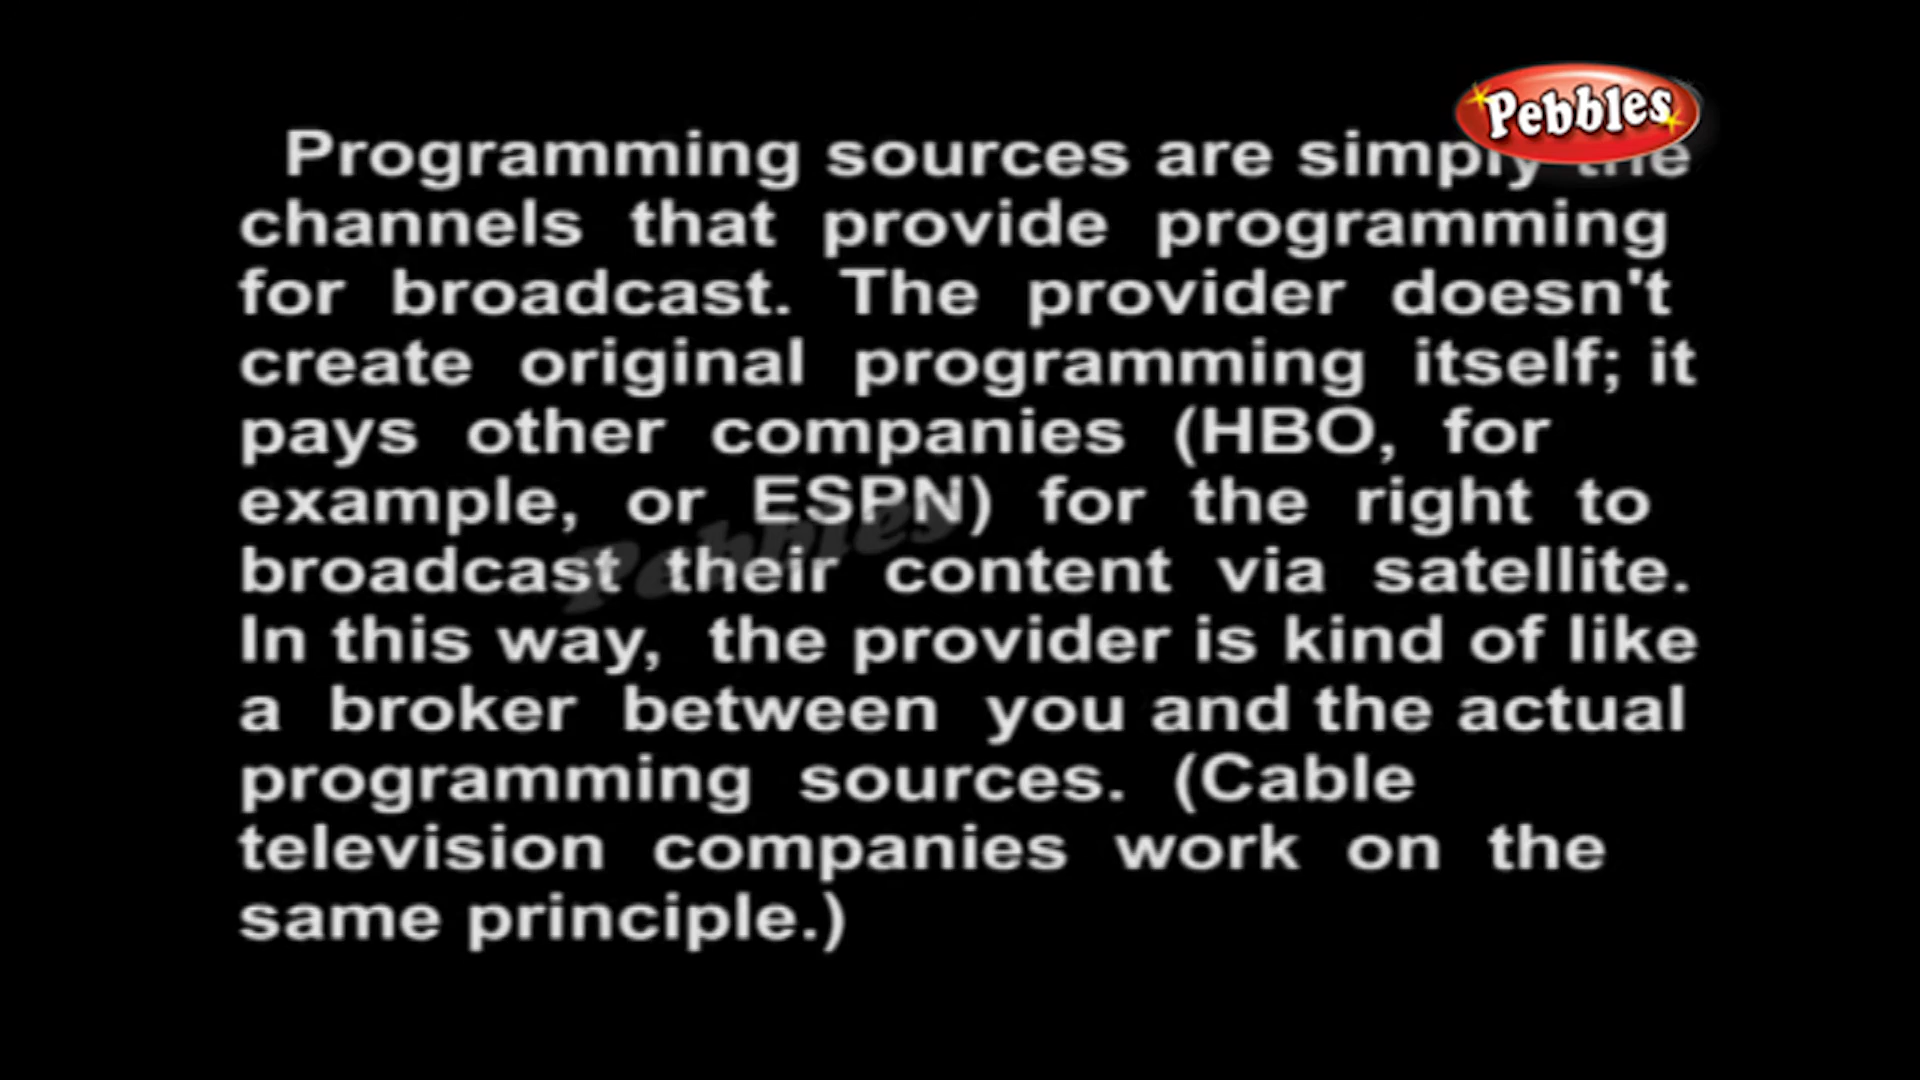 Pebbles
Programming sources are simply the
channels that provide programming
for broadcast. The provider doesn't
create original programming itself; it
pays other companies (HBO, for
example, or ESPN) for the right to
broadcast their content via satellite.
In this way, the provider is kind of like
a broker between you and the actual
programming sources. (Cable
television companies work on the
same principle.)
Pebbles